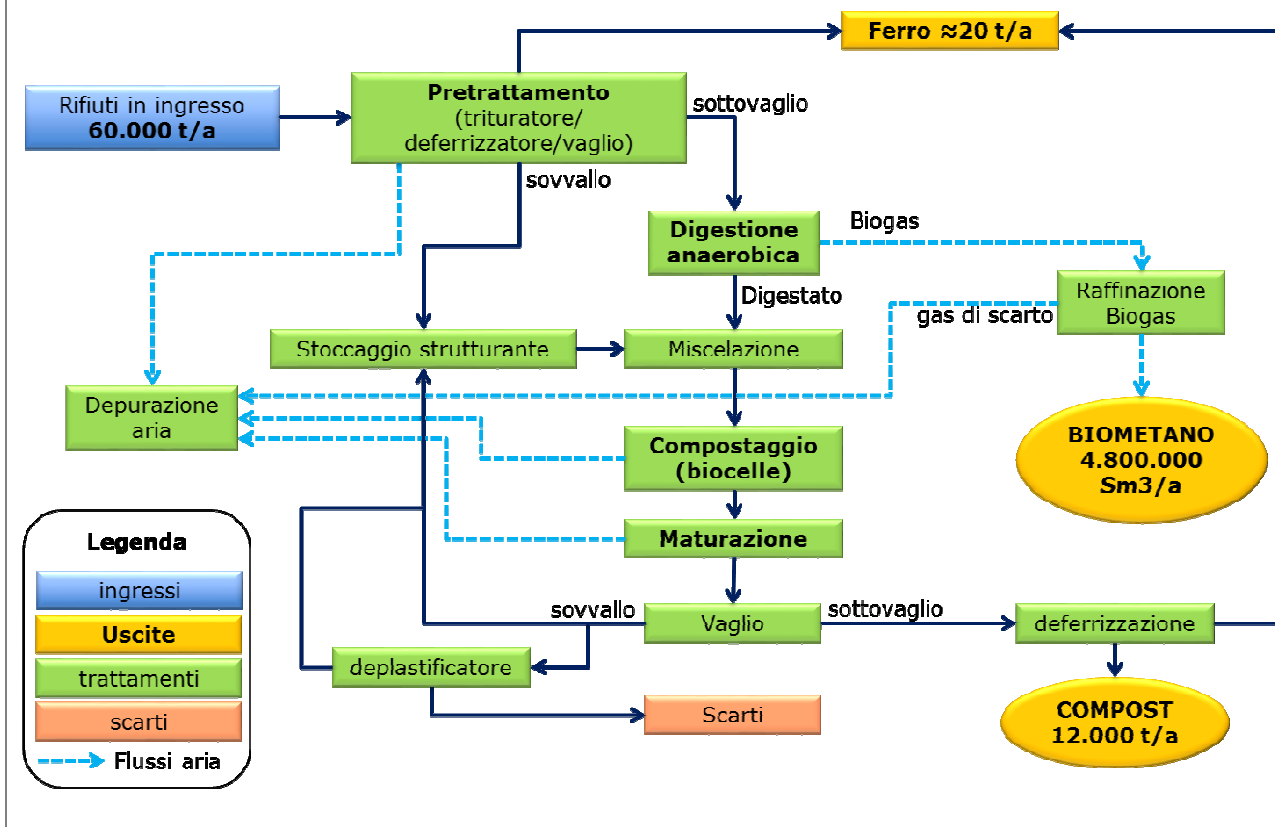 Ferro ≈20 t/a
Rifiuti in ingresso
60.000 t/a
Pretrattamento
(trituratore/
deferrizzatore/vaglio)
sottovaglio
sovvallo
Digestione
anaerobica
Biogas
Digestato
Raffinazione
Biogas
gas di scarto
Stoccaggio strutturante
Miscelazione
Depurazione
aria
BIOMETANO
4.800.000
Sm3/a
Compostaggio
(biocelle)
Maturazione
Legenda
ingressi
Uscite
trattamenti
scarti
Flussi aria
sovvallo
Vaglio
sottovaglio
deferrizzazione
deplastificatore
Scarti
COMPOST
12.000 t/a